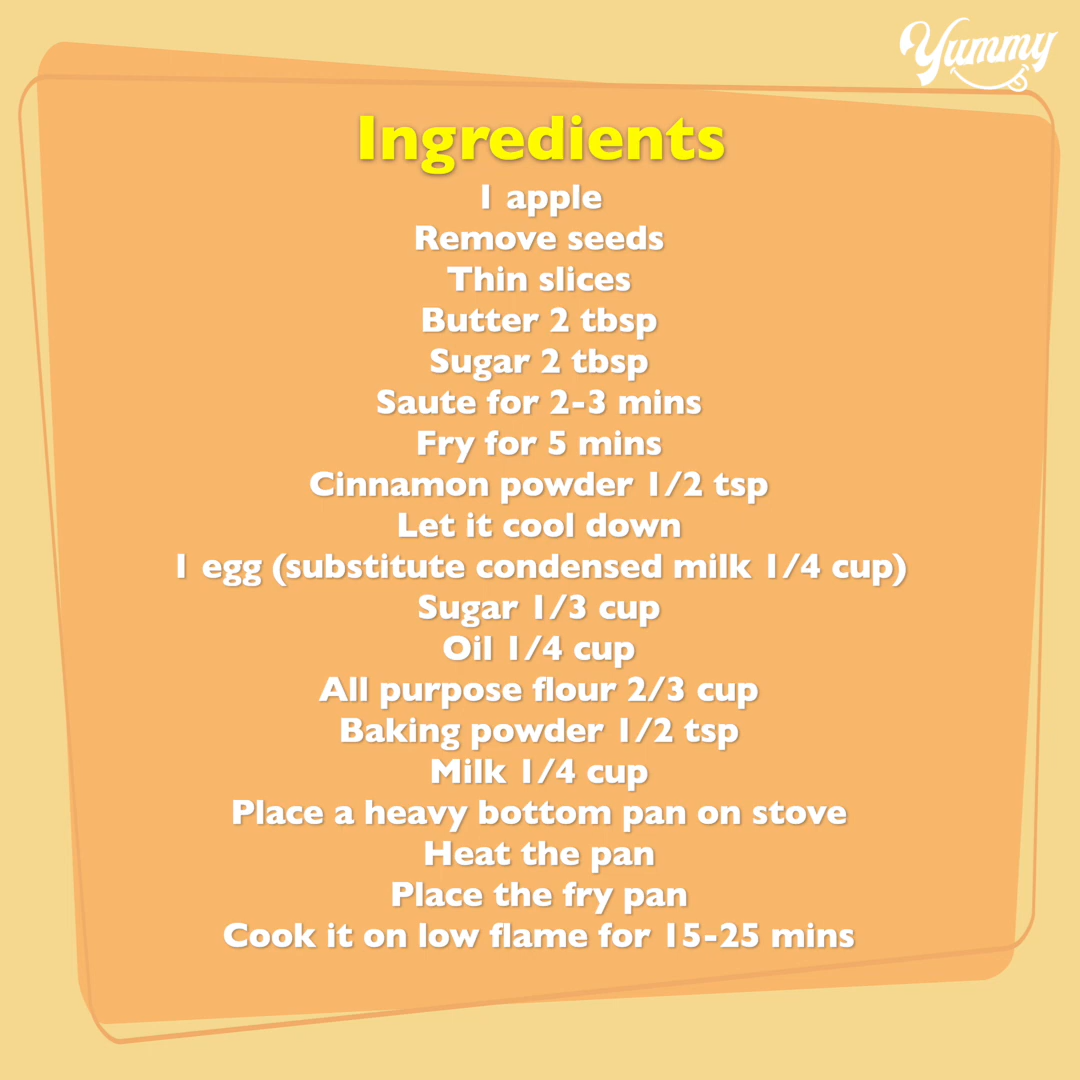 Yummy
Ingredients
1 apple
Remove seeds
Thin slices
Butter 2 tbsp
Sugar 2 tbsp
Saute for 2-3 mins
Fry for 5 mins
Cinnamon powder 1/2 tsp
Let it cool down
1 egg (substitute condensed milk 1/4 cup)
Sugar 1/3 cup
Oil 1/4 cup
All purpose flour 2/3 cup
Baking powder 1/2 tsp
Milk 1/4 cup
Place a heavy bottom pan on stove
Heat the pan
Place the fry pan
Cook it on low flame for 15-25 mins